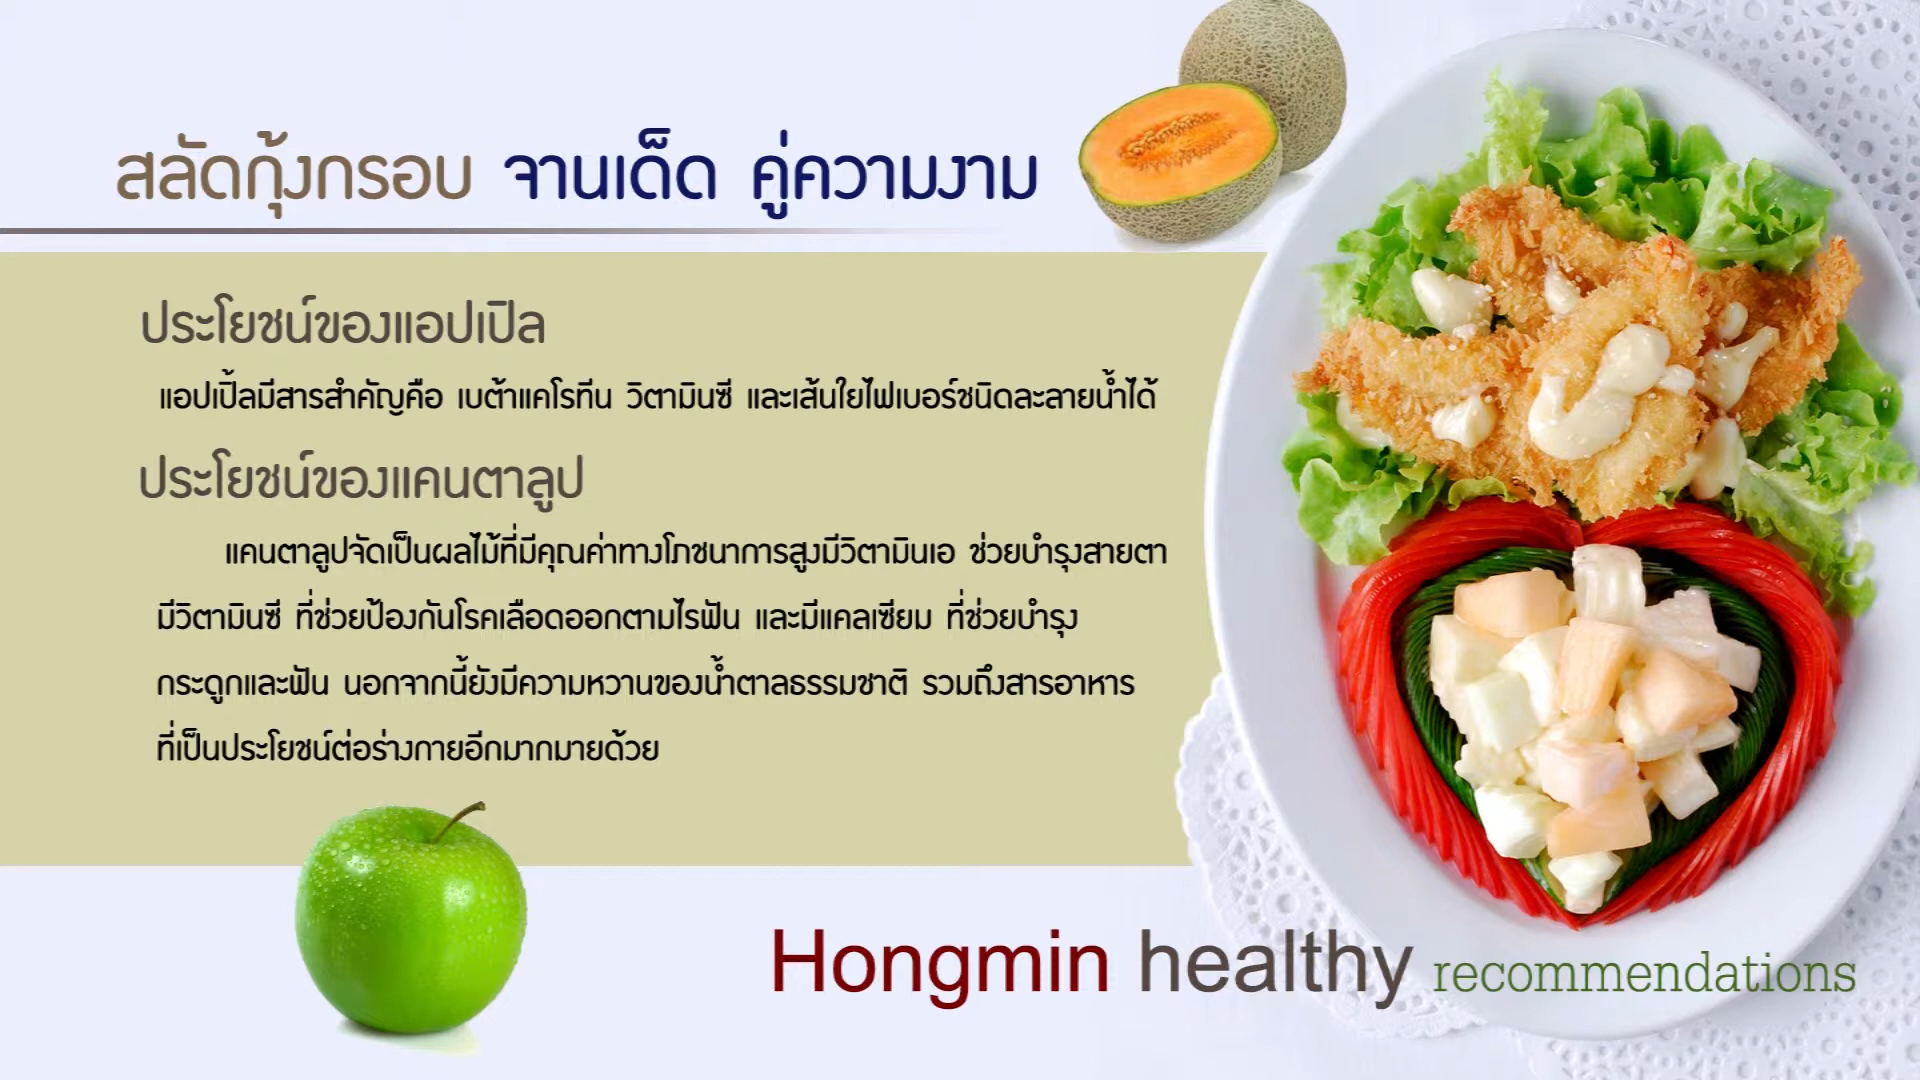 สลัดกุ้งกรอบ จานเด็ด คู่ความงาม
ประโยชน์ของแอปเปิล
แอปเปิ้ลมีสารสำคัญคือ เบต้าแคโรทีน วิตามินซี และเส้นใยไฟเบอร์ชนิดละลายน้ำได้
ประโยชน์ของแคนตาลูป
แคนตาลูปจัดเป็นผลไม้ที่มีคุณค่าทางโภชนาการสูงมีวิตามินเอ ช่วยบำรุงสายตา
มีวิตามินซี ที่ช่วยป้องกันโรคเลือดออกตามไรฟัน และมีแคลเซียม ที่ช่วยบำรุง
กระดูกและฟัน นอกจากนี้ยังมีความหวานของน้ำตาลธรรมชาติ รวมถึงสารอาหาร
ที่เป็นประโยชน์ต่อร่างกายอีกมากมายด้วย
Hongmin healthy recommendations